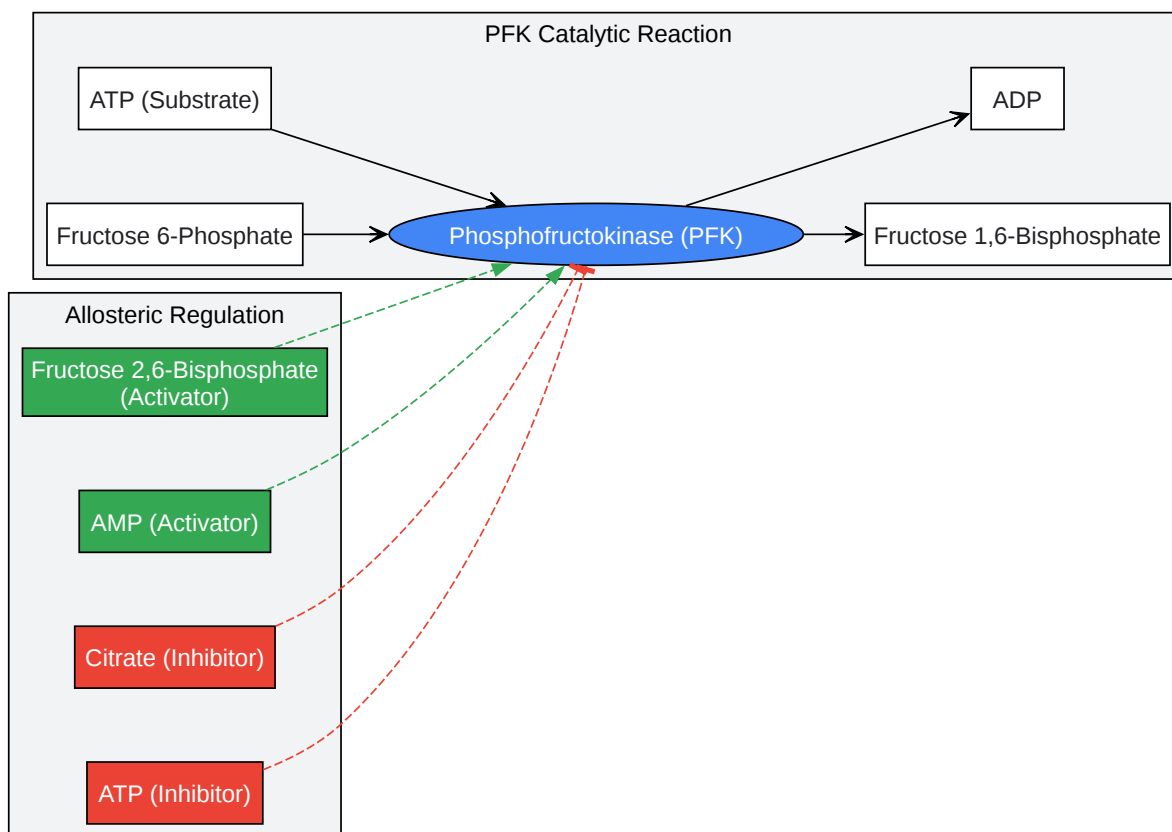 PFK Catalytic Reaction
ATP (Substrate)
ADP
Fructose 6-Phosphate
Phosphofructokinase (PFK)
Fructose 1,6-Bisphosphate
Allosteric Regulation
Fructose 2,6-Bisphosphate
(Activator)
AMP (Activator)
Citrate (Inhibitor)
ATP (Inhibitor)